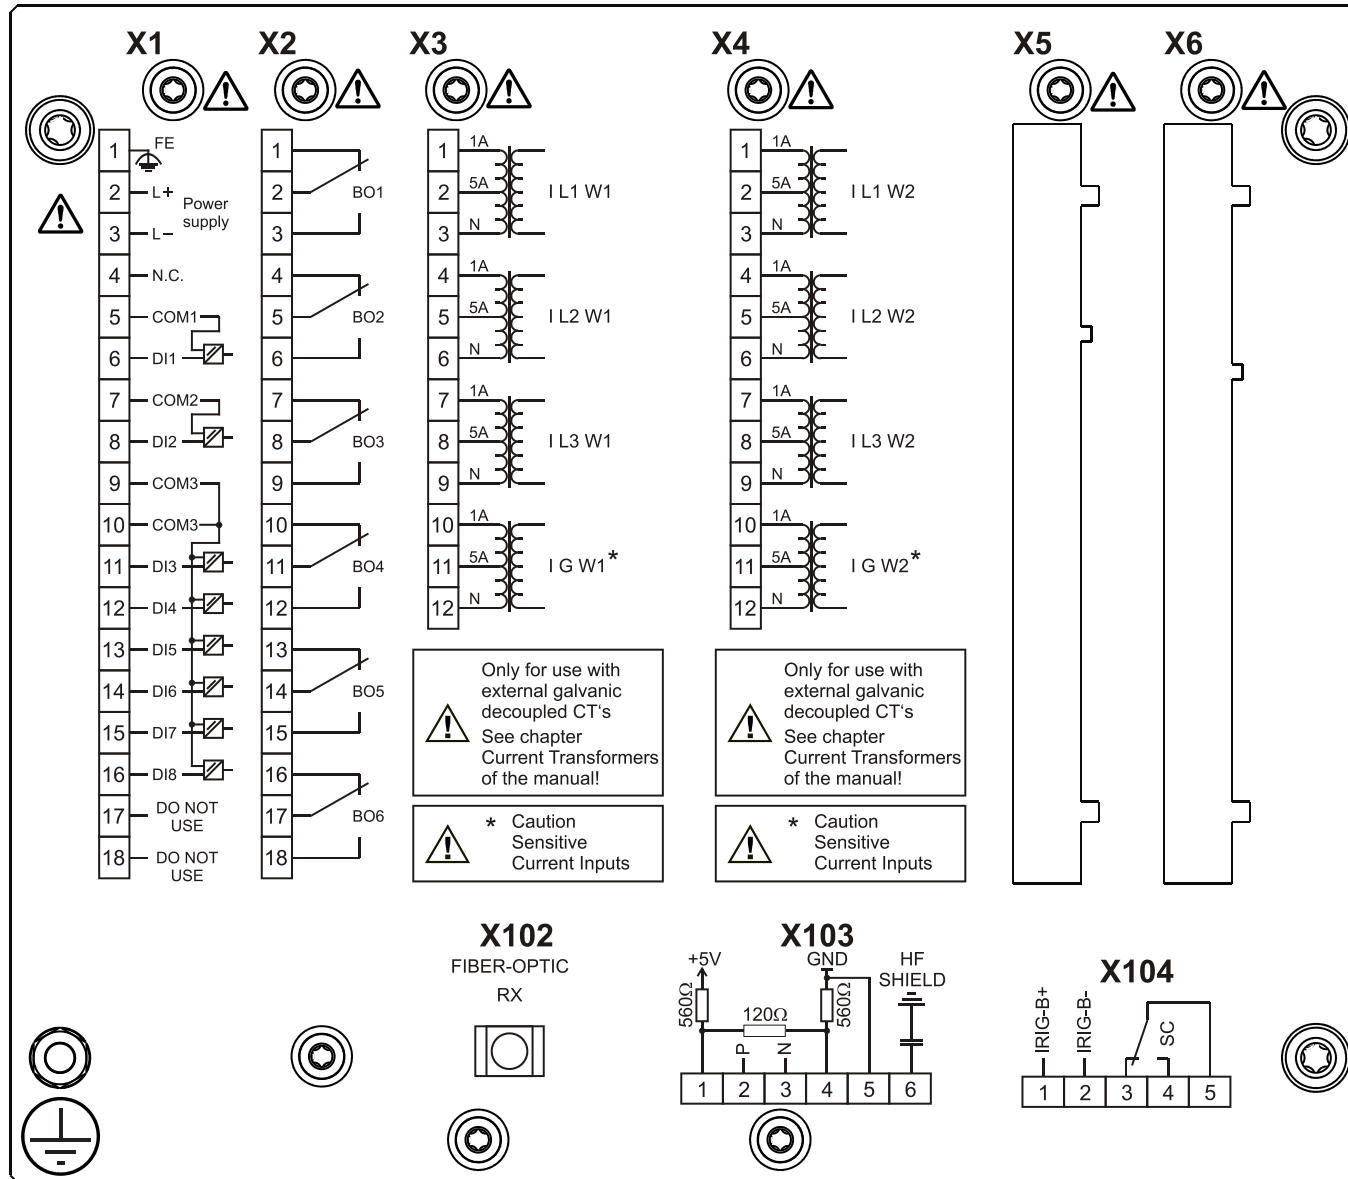 X1
X2
X3
X4
X5
X6
1
FE
2
L+
Power
supply
3
L–
4
N.C.
5
COM1
6
DI1
7
COM2
8
DI2
9
COM3
10
COM3
11
DI3
12
DI4
13
DI5
14
DI6
15
DI7
16
DI8
17
DO NOT
USE
18
DO NOT
USE
1
2
BO1
3
4
5
BO2
6
7
8
BO3
9
10
11
BO4
12
13
14
BO5
15
16
17
BO6
18
1
1A
2
5A
I L1 W1
3
N
4
1A
5
5A
I L2 W1
6
N
7
1A
8
5A
I L3 W1
9
N
10
1A
11
5A
I G W1*
12
N
Only for use with
external galvanic
decoupled CT‘s
See chapter
Current Transformers
of the manual!
* Caution
Sensitive
Current Inputs
1
1A
2
5A
I L1 W2
3
N
4
1A
5
5A
I L2 W2
6
N
7
1A
8
5A
I L3 W2
9
N
10
1A
11
5A
I G W2*
12
N
Only for use with
external galvanic
decoupled CT‘s
See chapter
Current Transformers
of the manual!
* Caution
Sensitive
Current Inputs
X102
FIBER-OPTIC
RX
X103
+5V
GND
HF
SHIELD
560Ω
120Ω
560Ω
P
N
1 2 3 4 5 6
X104
IRIG-B+
IRIG-B-
SC
1 2 3 4 5